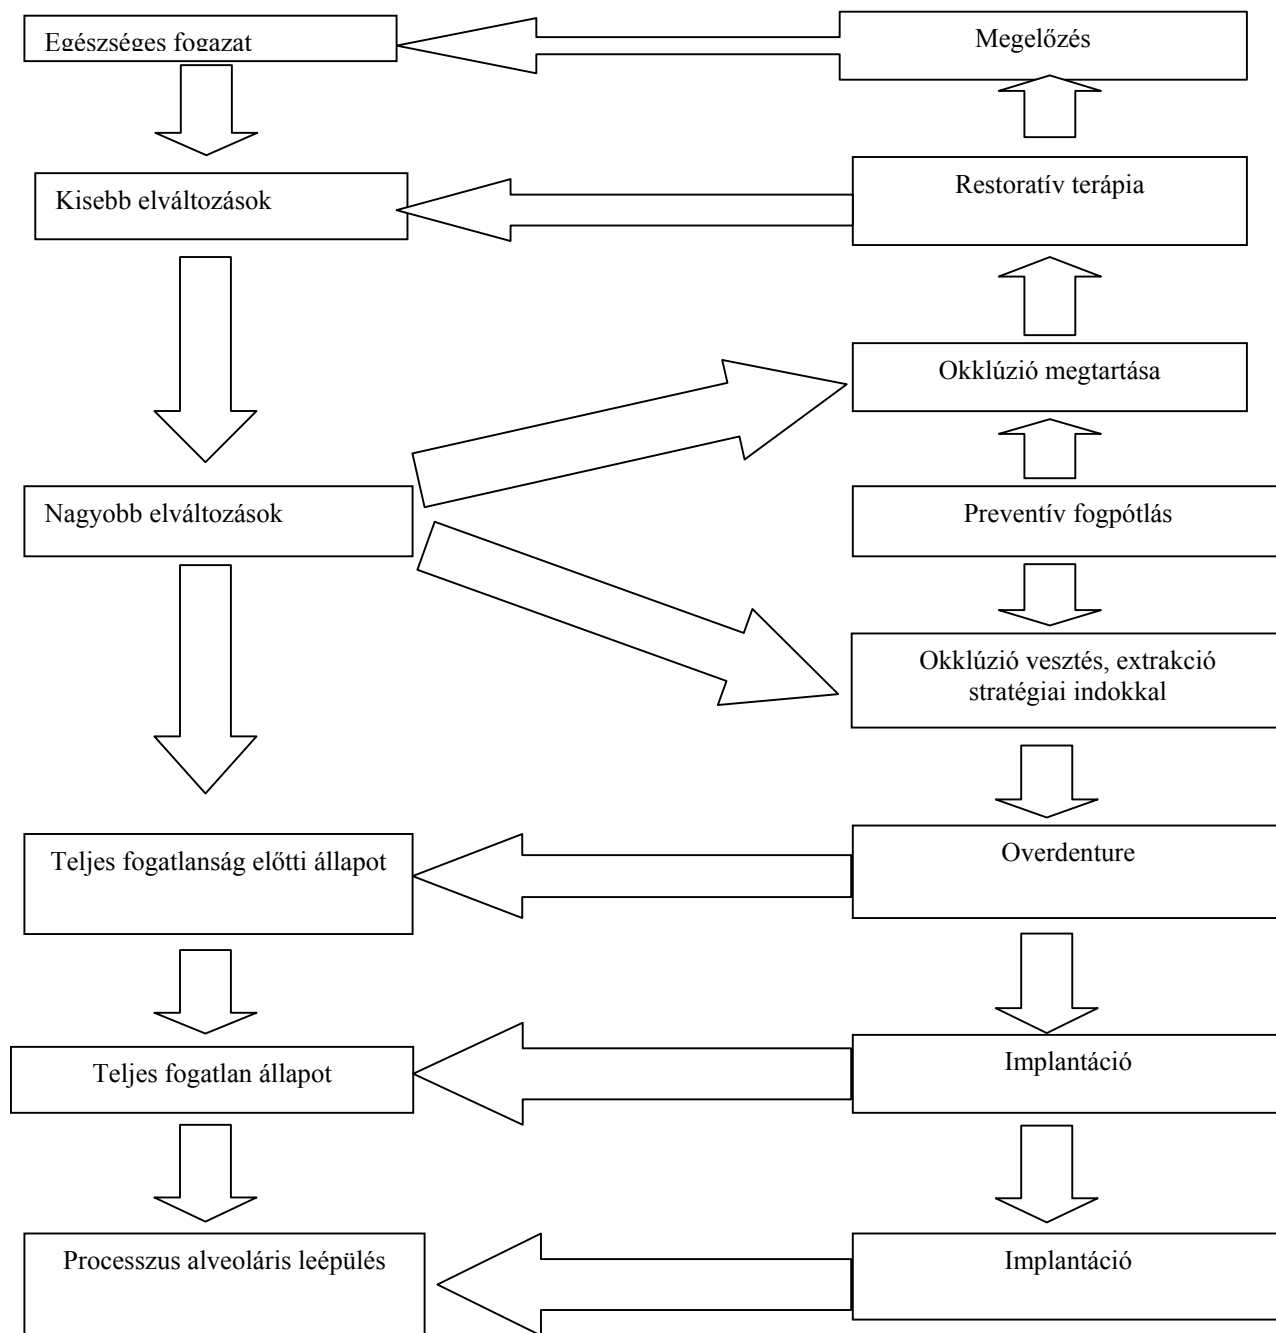 Egészséges fogazat
Megelőzés
Kisebb elváltozások
Restoratív terápia
Okklúzió megtartása
Nagyobb elváltozások
Preventív fogpótlás
Okklúzió vesztés, extrakció
stratégiai indokkal
Teljes fogatlanság előtti állapot
Overdenture
Teljes fogatlan állapot
Implantáció
Processzus alveoláris leépülés
Implantáció